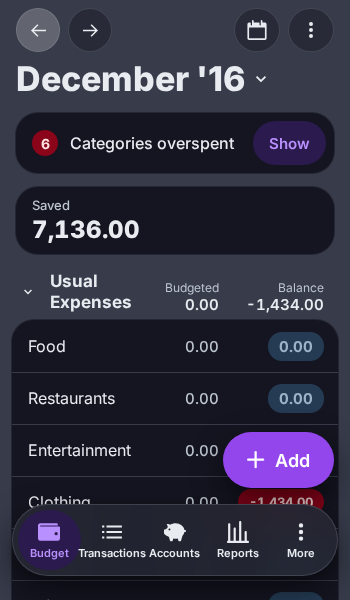 December '16
6 Categories overspent Show
Saved
7,136.00
Usual Expenses
Budgeted
0.00
Balance
-1,434.00
Food 0.00 0.00
Restaurants 0.00 0.00
Entertainment 0.00
+ Add
Clothing 0.00 -1,434.00
Budget Transactions Accounts Reports More